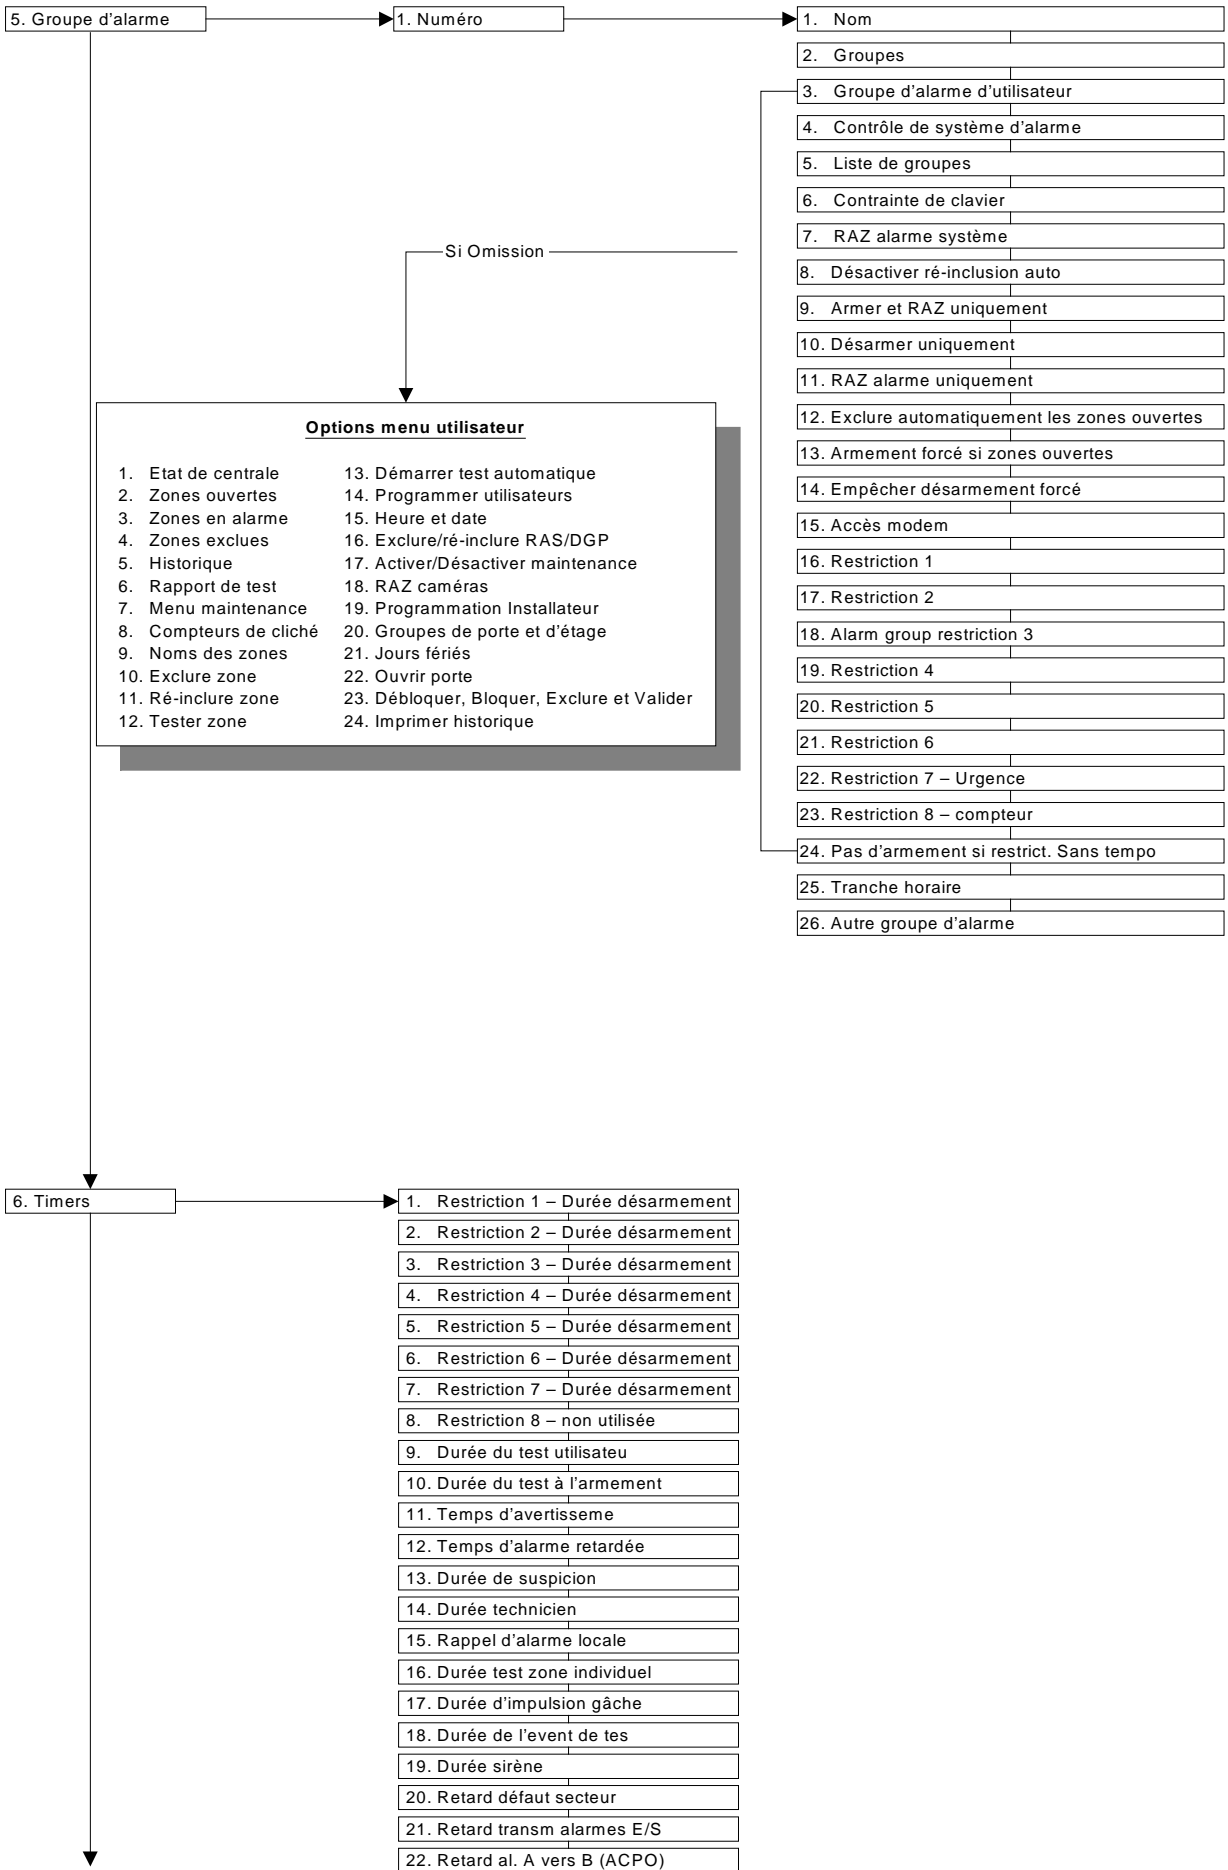 5. Groupe d'alarme
1. Numéro
1. Nom
2. Groupes
3. Groupe d'alarme d'utilisateur
4. Contrôle de système d'alarme
5. Liste de groupes
6. Contrainte de clavier
7. RAZ alarme système
8. Désactiver ré-inclusion auto
9. Armer et RAZ uniquement
10. Désarmer uniquement
11. RAZ alarme uniquement
12. Exclure automatiquement les zones ouvertes
13. Armement forcé si zones ouvertes
14. Empêcher désarmement forcé
15. Accès modem
16. Restriction 1
17. Restriction 2
18. Alarm group restriction 3
19. Restriction 4
20. Restriction 5
21. Restriction 6
22. Restriction 7 – Urgence
23. Restriction 8 – compteur
24. Pas d'armement si restrict. Sans tempo
25. Tranche horaire
26. Autre groupe d'alarme
Si Omission
Options menu utilisateur
1. Etat de centrale
2. Zones ouvertes
3. Zones en alarme
4. Zones exclues
5. Historique
6. Rapport de test
7. Menu maintenance
8. Compteurs de cliché
9. Noms des zones
10. Exclure zone
11. Ré-inclure zone
12. Tester zone
13. Démarrer test automatique
14. Programmer utilisateurs
15. Heure et date
16. Exclure/ré-inclure RAS/DGP
17. Activer/Désactiver maintenance
18. RAZ caméras
19. Programmation Installateur
20. Groupes de porte et d'étage
21. Jours fériés
22. Ouvrir porte
23. Débloquer, Bloquer, Exclure et Valider
24. Imprimer historique
6. Timers
1. Restriction 1 – Durée désarmement
2. Restriction 2 – Durée désarmement
3. Restriction 3 – Durée désarmement
4. Restriction 4 – Durée désarmement
5. Restriction 5 – Durée désarmement
6. Restriction 6 – Durée désarmement
7. Restriction 7 – Durée désarmement
8. Restriction 8 – non utilisée
9. Durée du test utilisateu
10. Durée du test à l'armement
11. Temps d'avertisseme
12. Temps d'alarme retardée
13. Durée de suspicion
14. Durée technicien
15. Rappel d'alarme locale
16. Durée test zone individuel
17. Durée d'impulsion gâche
18. Durée de l'event de tes
19. Durée sirène
20. Retard défaut secteur
21. Retard transm alarmes E/S
22. Retard al. A vers B (ACPO)